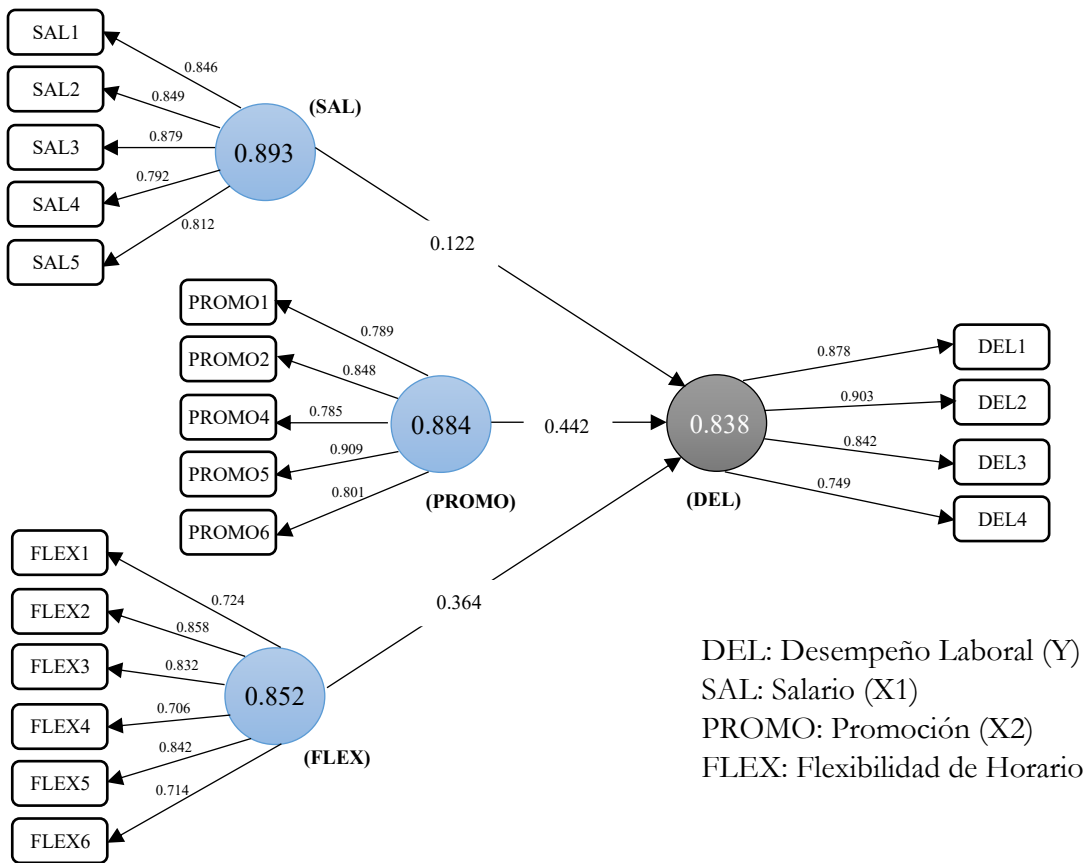 SAL1
SAL2
SAL3
SAL4
SAL5
0.846
0.849
0.879
0.792
0.812
(SAL)
0.893
0.122
PROMO1
PROMO2
PROMO4
PROMO5
PROMO6
0.789
0.848
0.785
0.909
0.801
0.884
(PROMO)
0.442
0.838
(DEL)
0.878
0.903
0.842
0.749
DEL1
DEL2
DEL3
DEL4
FLEX1
FLEX2
FLEX3
FLEX4
FLEX5
FLEX6
0.724
0.858
0.832
0.706
0.842
0.714
0.852
(FLEX)
0.364
DEL: Desempeño Laboral (Y)
SAL: Salario (X1)
PROMO: Promoción (X2)
FLEX: Flexibilidad de Horario